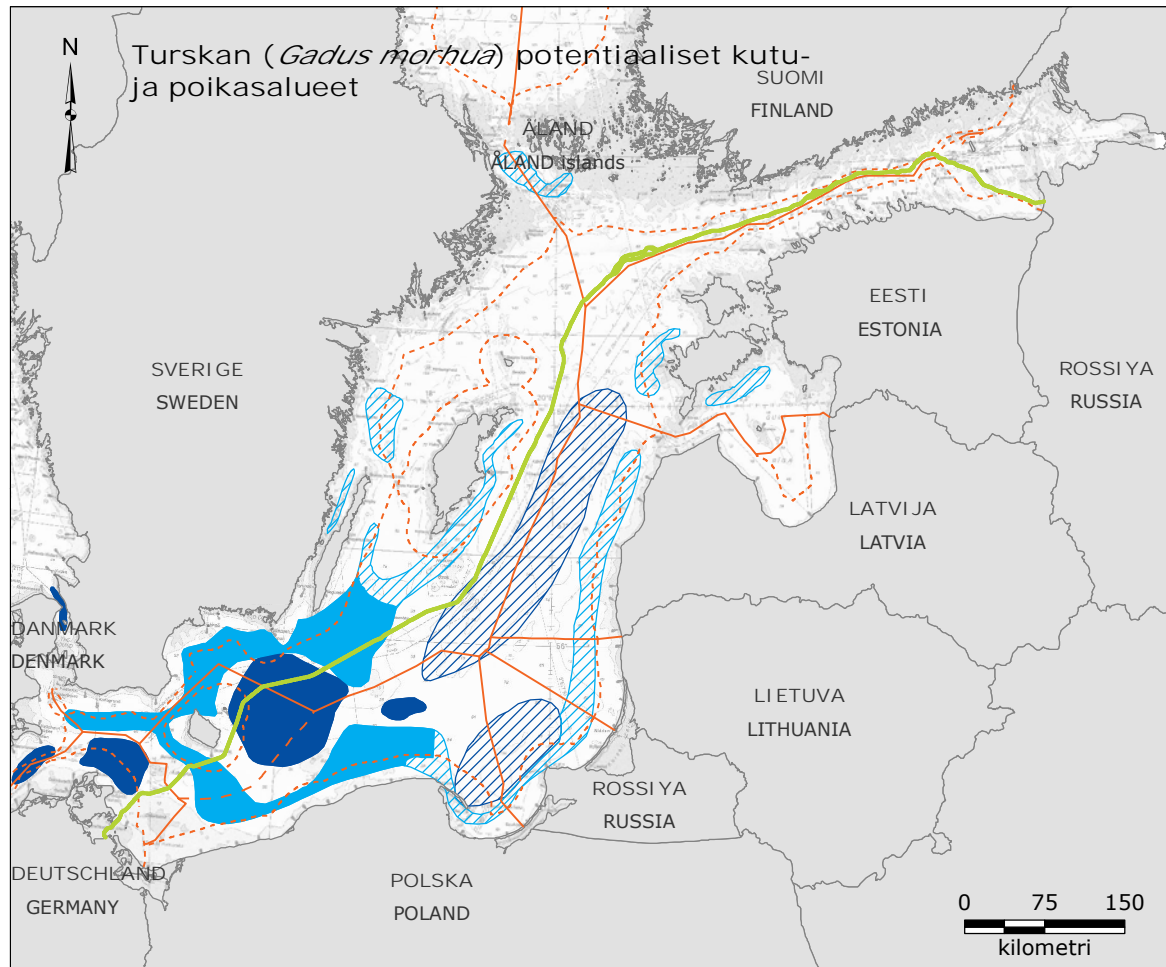 N
Turskan (Gadus morhua) potentiaaliset kutu-
ja poikasalueet
SUOMI
FINLAND
ÅLAND
ÅLAND islands
EESTI
ESTONIA
SVERIGE
SWEDEN
ROSSIYA
RUSSIA
LATVIJA
LATVIA
DANMARK
DENMARK
LIETUVA
LITHUANIA
ROSSIYA
RUSSIA
DEUTSCHLAND
GERMANY
POLSKA
POLAND
0 75 150
kilometri